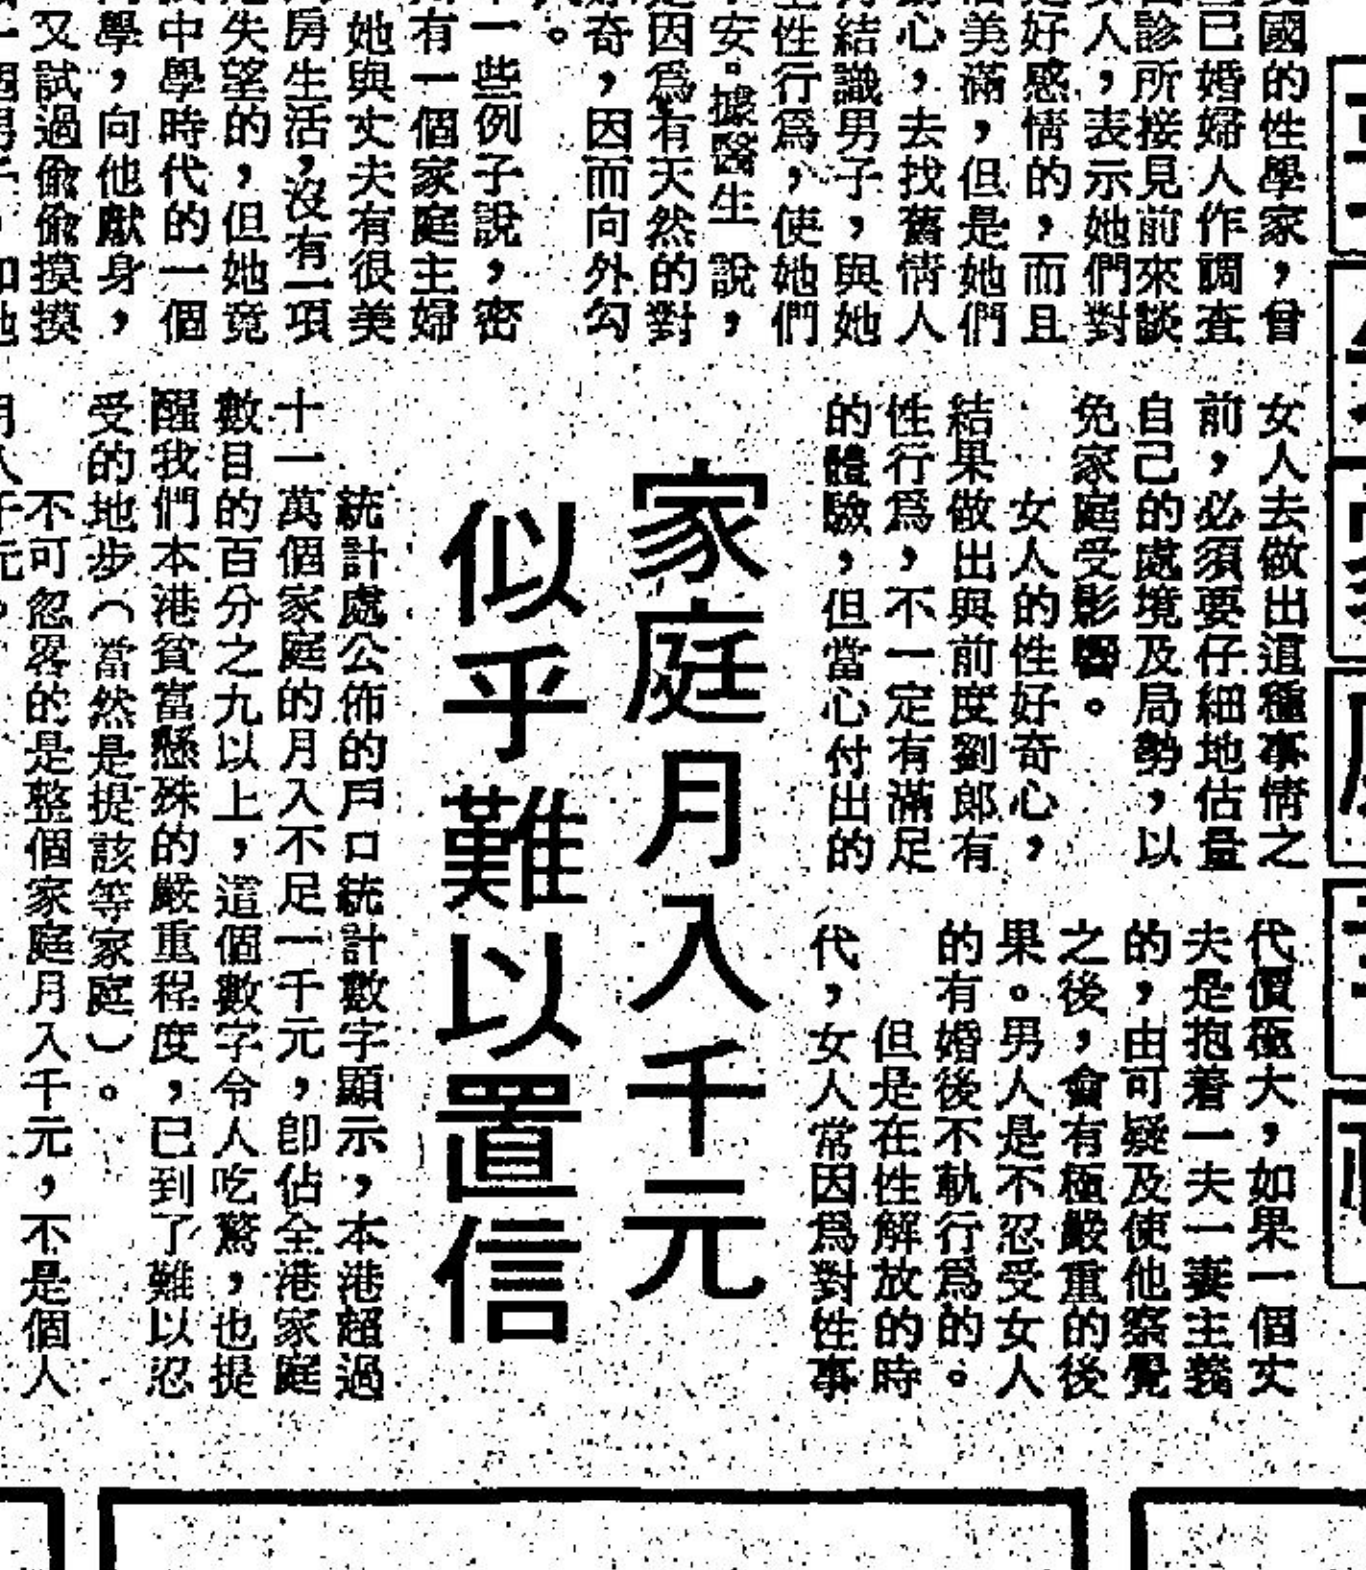 國的性學家，曾
已婚婦人作調查
診所接見前來談
人，表示她們對
好感情的，而且
美滿，但是她們
心，去找舊情人
結識男子，與她
性行爲，使她們
安。據醫生說，
因爲有天然的對
奇，因而向外勾
。
一些例子說，密
有一個家庭主婦
她與丈夫有很美
房生活，沒有一項
失望的，但她竟
中學時代的一個
學，向他獻身，
又試過偷偷摸摸
女人去做出這種事情之
前，必須要仔細地估量
自己的處境及局勢，以
免家庭受影響。
女人的性好奇心，
結果做出與前度劉郎有
性行爲，不一定有滿足
的體驗，但當心付出的
代價極大，如果一個丈
夫是抱着一夫一妻主義
的，由可疑及使他察覺
之後，會有極嚴重的後
果。男人是不忍受女人
的有婚後不軌行爲的。
但是在性解放的時
代，女人常因爲對性事
家庭月入千元
似乎難以置信
統計處公佈的戶口統計數字顯示，本港超過
十一萬個家庭的月入不足一千元，卽佔全港家庭
數目的百分之九以上，這個數字令人吃驚，也提
醒我們本港貧富懸殊的嚴重程度，已到了難以忍
受的地步（當然是提該等家庭）。
不可忽畧的是整個家庭月入千元，不是個人